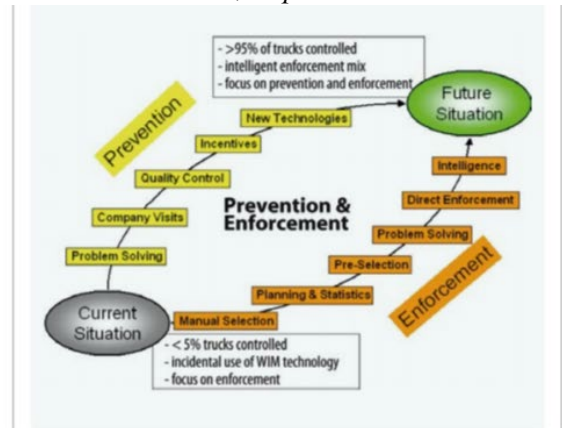 - >95% of trucks controlled
- intelligent enforcement mix
- focus on prevention and enforcement
Future
Situation
Prevention
New Technologies
Incentives
Quality Control
Company Visits
Problem Solving
Prevention &
Enforcement
Intelligence
Direct Enforcement
Problem Solving
Pre-Selection
Planning & Statistics
Manual Selection
Enforcement
Current
Situation
- < 5% trucks controlled
- incidental use of WIM technology
- focus on enforcement